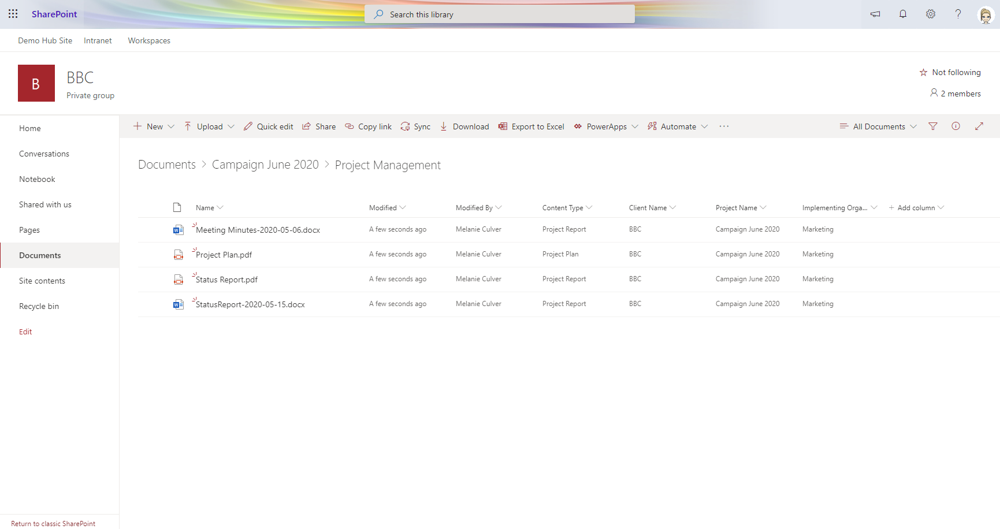 SharePoint
Search this library
?
Demo Hub Site Intranet Workspaces
B
BBC
Private group
Not following
2 members
Home
Conversations
Notebook
Shared with us
Pages
Documents
Site contents
Recycle bin
Edit
Return to classic SharePoint
+ New Upload Quick edit Share Copy link Sync Download Export to Excel PowerApps Automate ··· All Documents
Documents > Campaign June 2020 > Project Management
Name Modified Modified By Content Type Client Name Project Name Implementing Orga... + Add column
Meeting Minutes-2020-05-06.docx A few seconds ago Melanie Culver Project Report BBC Campaign June 2020 Marketing
Project Plan.pdf A few seconds ago Melanie Culver Project Plan BBC Campaign June 2020 Marketing
Status Report.pdf A few seconds ago Melanie Culver Project Report BBC Campaign June 2020 Marketing
StatusReport-2020-05-15.docx A few seconds ago Melanie Culver Project Report BBC Campaign June 2020 Marketing